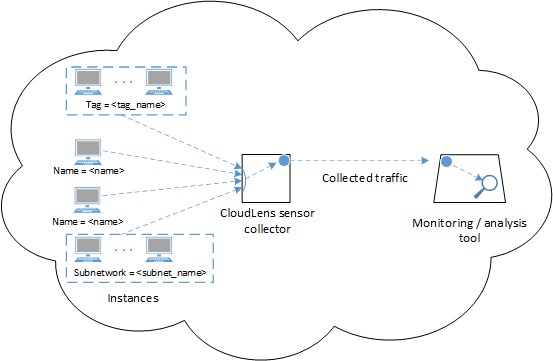 Tag = <tag_name>
Name = <name>
Name = <name>
Subnetwork = <subnet_name>
Instances
CloudLens sensor
collector
Collected traffic
Monitoring / analysis
tool